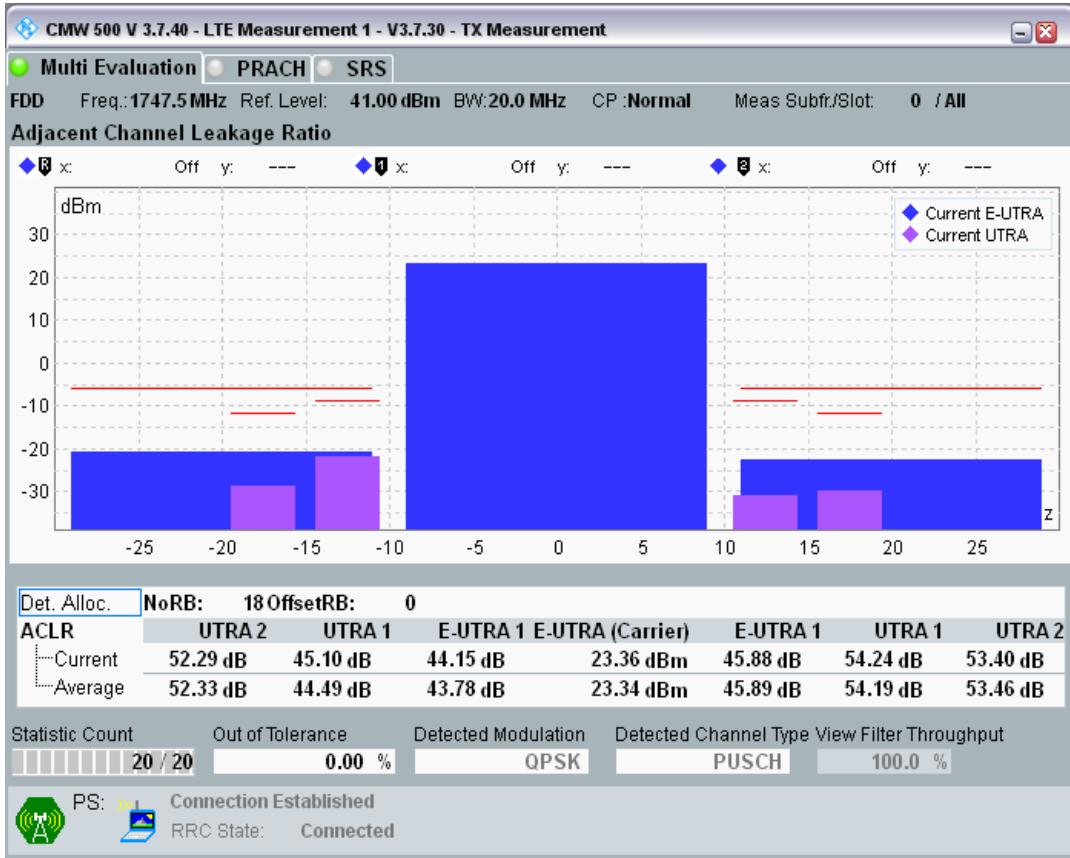 CMW 500 V 3.7.40 - LTE Measurement 1 - V3.7.30 - TX Measurement
Multi Evaluation PRACH SRS
FDD Freq.:1747.5 MHz Ref. Level: 41.00 dBm BW:20.0 MHz CP :Normal Meas Subfr./Slot: 0 / All
Adjacent Channel Leakage Ratio
R x: Off y: --- 1 x: Off y: --- 2 x: Off y: ---
dBm
Current E-UTRA
Current UTRA
30
20
10
0
-10
-20
-30
z
-25 -20 -15 -10 -5 0 5 10 15 20 25
Det. Alloc. NoRB: 18 OffsetRB: 0
ACLR UTRA 2 UTRA 1 E-UTRA 1 E-UTRA (Carrier) E-UTRA 1 UTRA 1 UTRA 2
Current 52.29 dB 45.10 dB 44.15 dB 23.36 dBm 45.88 dB 54.24 dB 53.40 dB
Average 52.33 dB 44.49 dB 43.78 dB 23.34 dBm 45.89 dB 54.19 dB 53.46 dB
Statistic Count Out of Tolerance Detected Modulation Detected Channel Type View Filter Throughput
20 / 20 0.00 % QPSK PUSCH 100.0 %
PS: Connection Established
RRC State: Connected